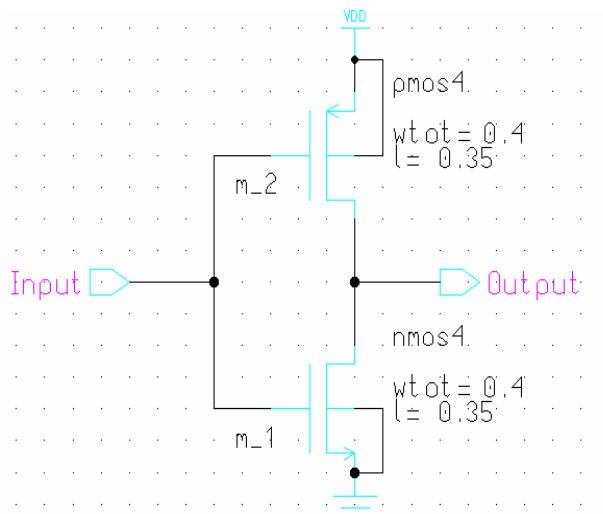 VDD
pmos4
wtot=0.4
l=0.35
m_2
Input
Output
nmos4
wtot=0.4
l=0.35
m_1